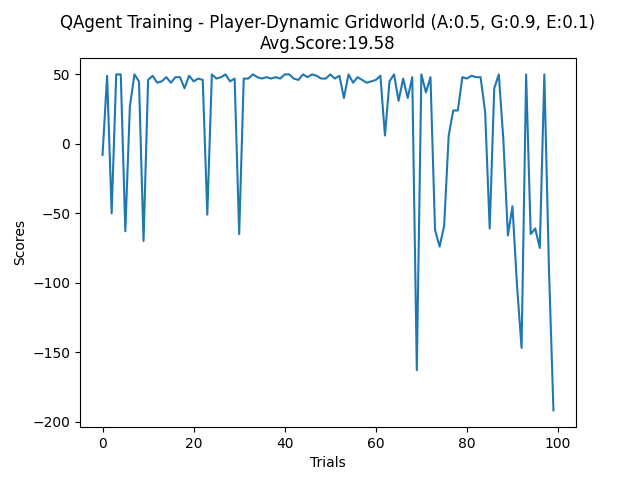 QAgent Training - Player-Dynamic Gridworld (A:0.5, G:0.9, E:0.1)
Avg.Score:19.58
50
0
−50
−100
−150
−200
Scores
0 20 40 60 80 100
Trials